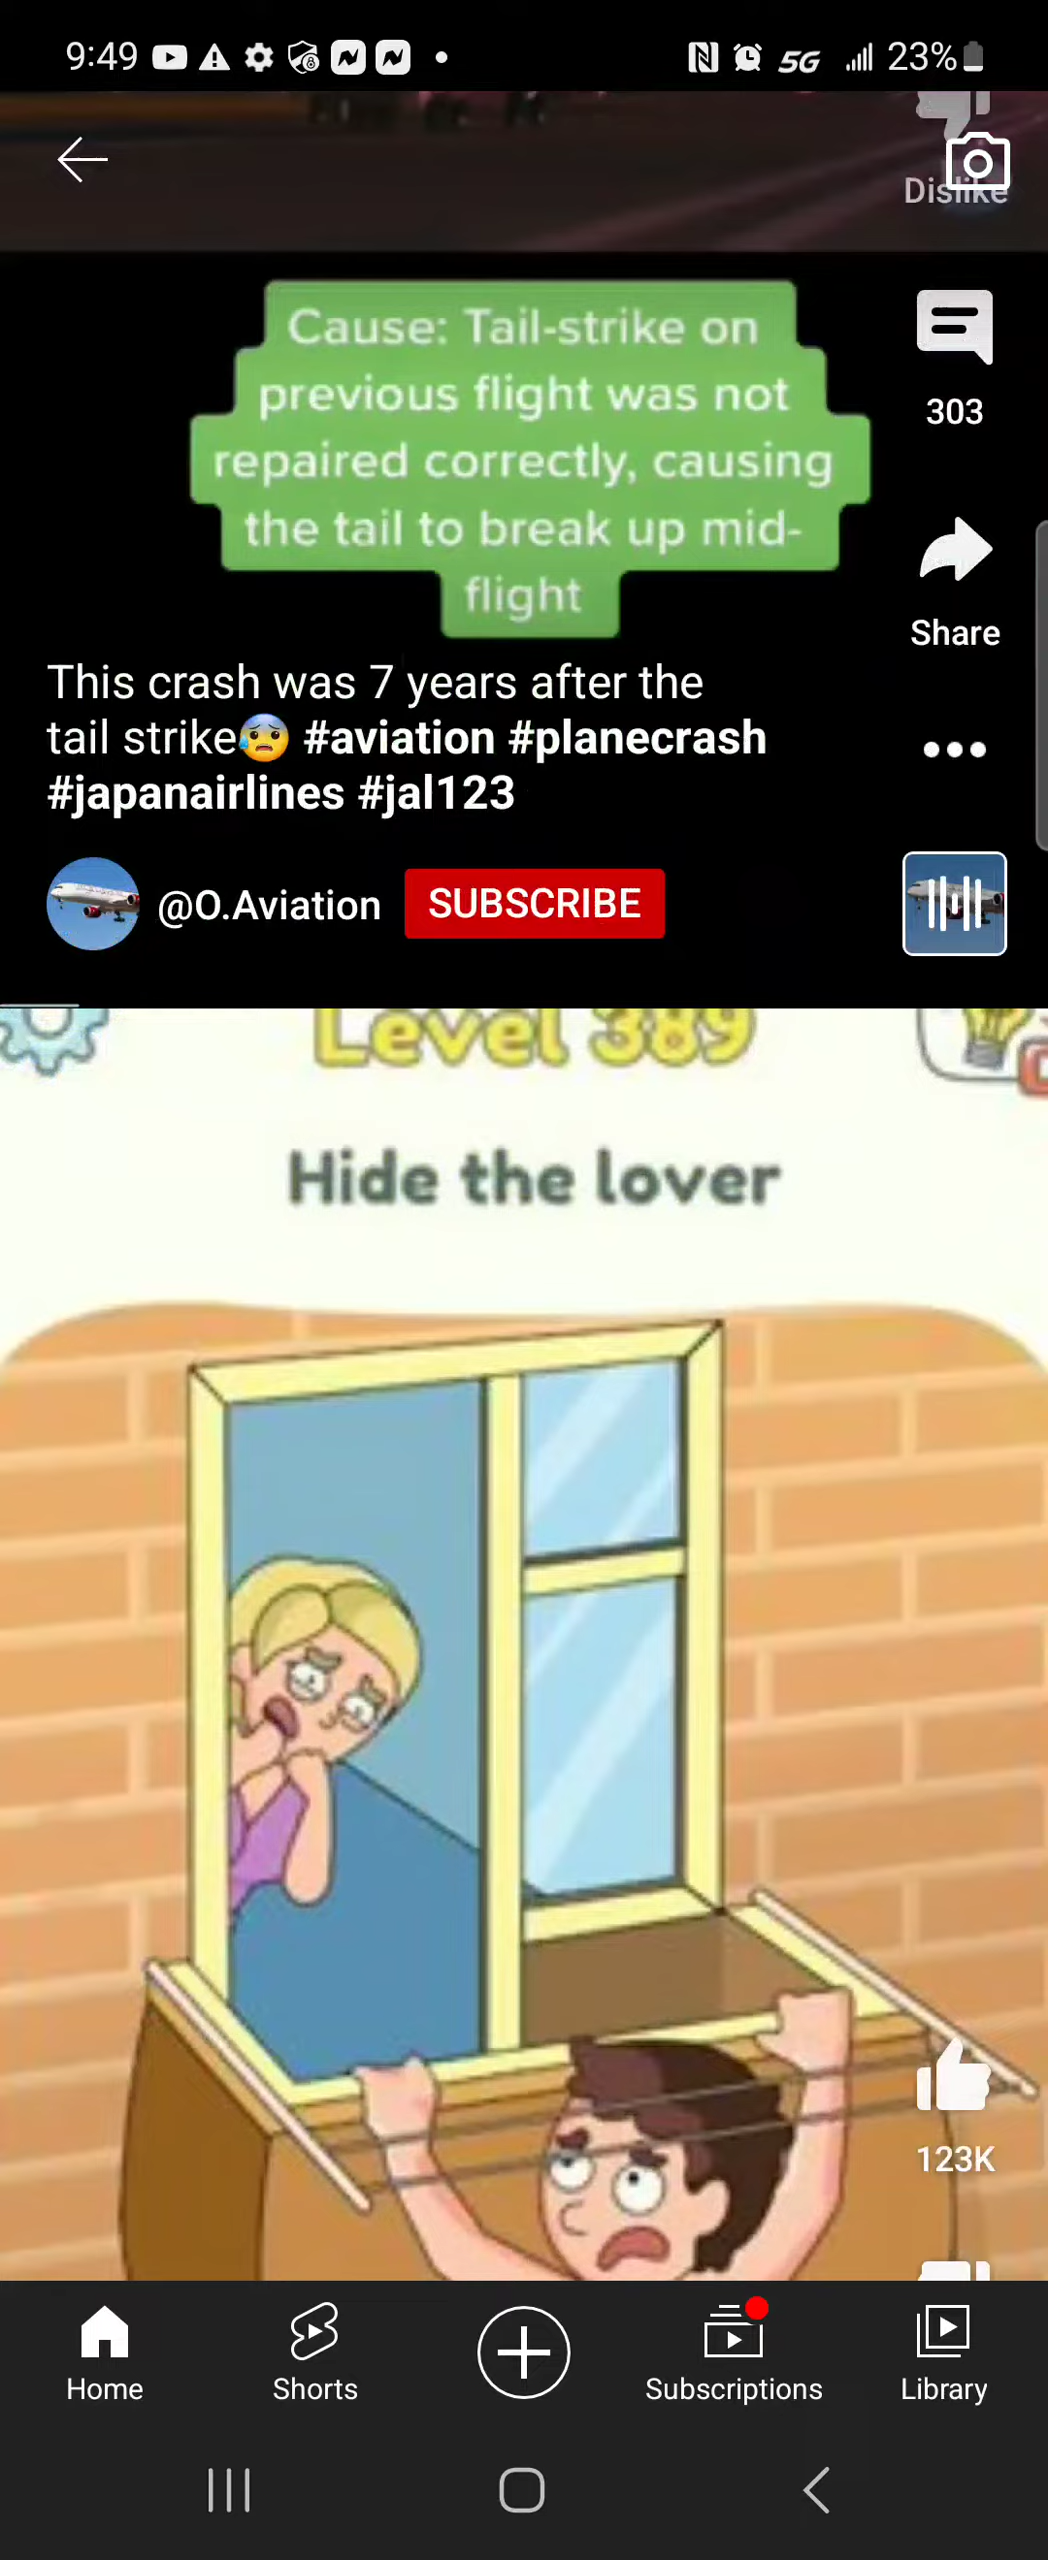 9:49
5G
23%
Dislike
Cause: Tail-strike on
previous flight was not
repaired correctly, causing
the tail to break up mid-
flight
303
Share
This crash was 7 years after the
tail strike😰 #aviation #planecrash
#japanairlines #jal123
@O.Aviation
SUBSCRIBE
Level 389
Hide the lover
123K
Home
Shorts
Subscriptions
Library